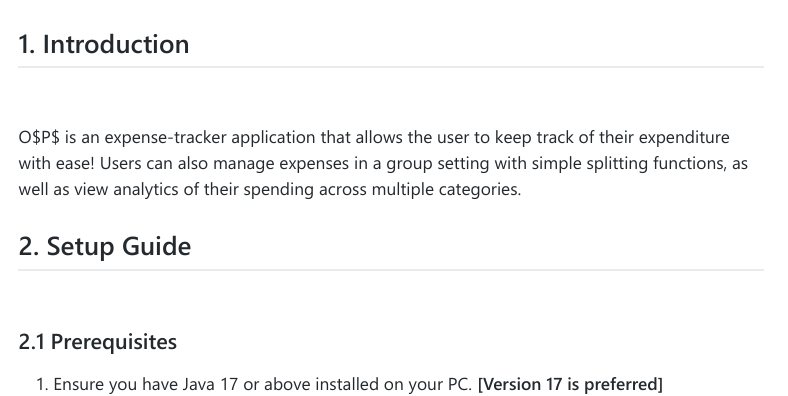 1. Introduction
O$P$ is an expense-tracker application that allows the user to keep track of their expenditure
with ease! Users can also manage expenses in a group setting with simple splitting functions, as
well as view analytics of their spending across multiple categories.
2. Setup Guide
2.1 Prerequisites
1. Ensure you have Java 17 or above installed on your PC. [Version 17 is preferred]